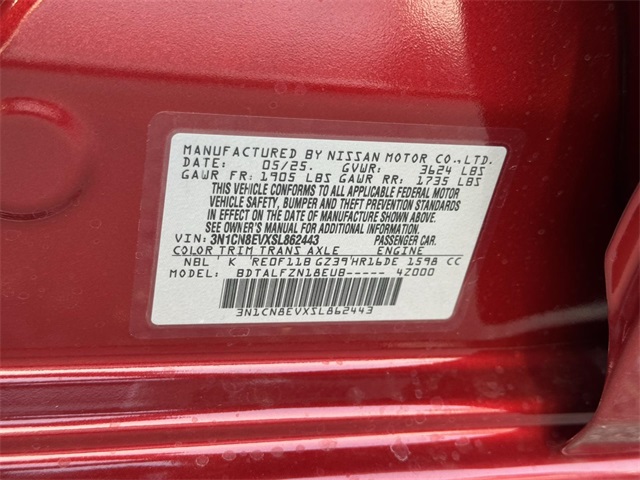 MANUFACTURED BY NISSAN MOTOR CO.,LTD.
DATE: 05/25. GVWR: 3624 LBS
GAWR FR: 1905 LBS GAWR RR: 1735 LBS
THIS VEHICLE CONFORMS TO ALL APPLICABLE FEDERAL MOTOR
VEHICLE SAFETY, BUMPER AND THEFT PREVENTION STANDARDS
IN EFFECT ON THE DATE OF MANUFACTURE SHOWN ABOVE.
SEE OWNER'S MANUAL FOR ADDITIONAL INFORMATION.
VIN: 3N1CN8EVXSL862443 PASSENGER CAR.
COLOR TRIM TRANS AXLE ENGINE
NBL K RE0F11B GZ39 HR16DE 1598 CC
MODEL: BDTALFZN18EUB----- 4Z000
3N1CN8EVXSL862443